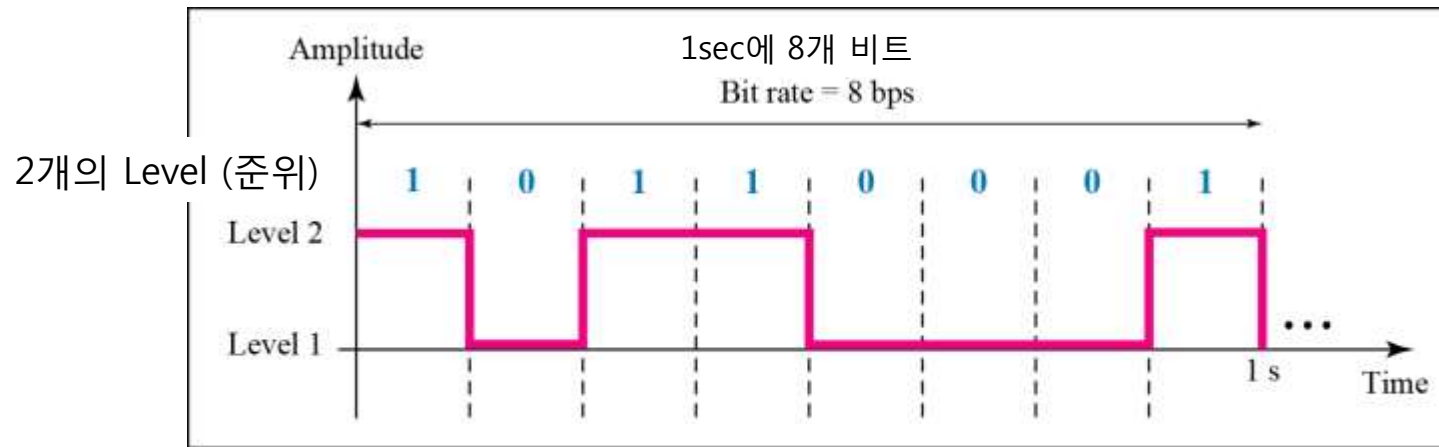 Amplitude
1sec에 8개 비트
Bit rate = 8 bps
2개의 Level (준위)
1 0 1 1 0 0 0 1
Level 2
Level 1
...
1 s
Time